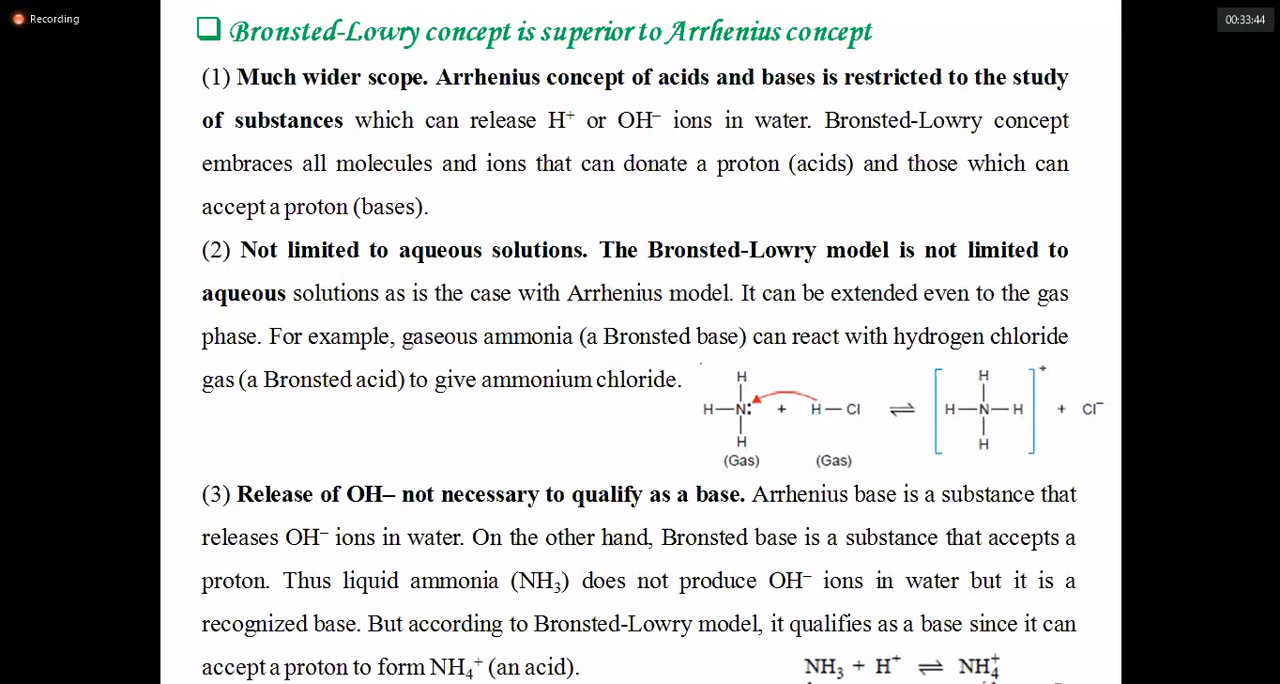 Recording
00:33:44
❑ Bronsted-Lowry concept is superior to Arrhenius concept
(1) Much wider scope. Arrhenius concept of acids and bases is restricted to the study
of substances which can release H⁺ or OH⁻ ions in water. Bronsted-Lowry concept
embraces all molecules and ions that can donate a proton (acids) and those which can
accept a proton (bases).
(2) Not limited to aqueous solutions. The Bronsted-Lowry model is not limited to
aqueous solutions as is the case with Arrhenius model. It can be extended even to the gas
phase. For example, gaseous ammonia (a Bronsted base) can react with hydrogen chloride
gas (a Bronsted acid) to give ammonium chloride.
H H
H—N: + H—Cl ⇌ [H—N—H]⁺ + Cl⁻
H H
(Gas) (Gas)
(3) Release of OH– not necessary to qualify as a base. Arrhenius base is a substance that
releases OH⁻ ions in water. On the other hand, Bronsted base is a substance that accepts a
proton. Thus liquid ammonia (NH₃) does not produce OH⁻ ions in water but it is a
recognized base. But according to Bronsted-Lowry model, it qualifies as a base since it can
accept a proton to form NH₄⁺ (an acid).
NH₃ + H⁺ ⇌ NH₄⁺